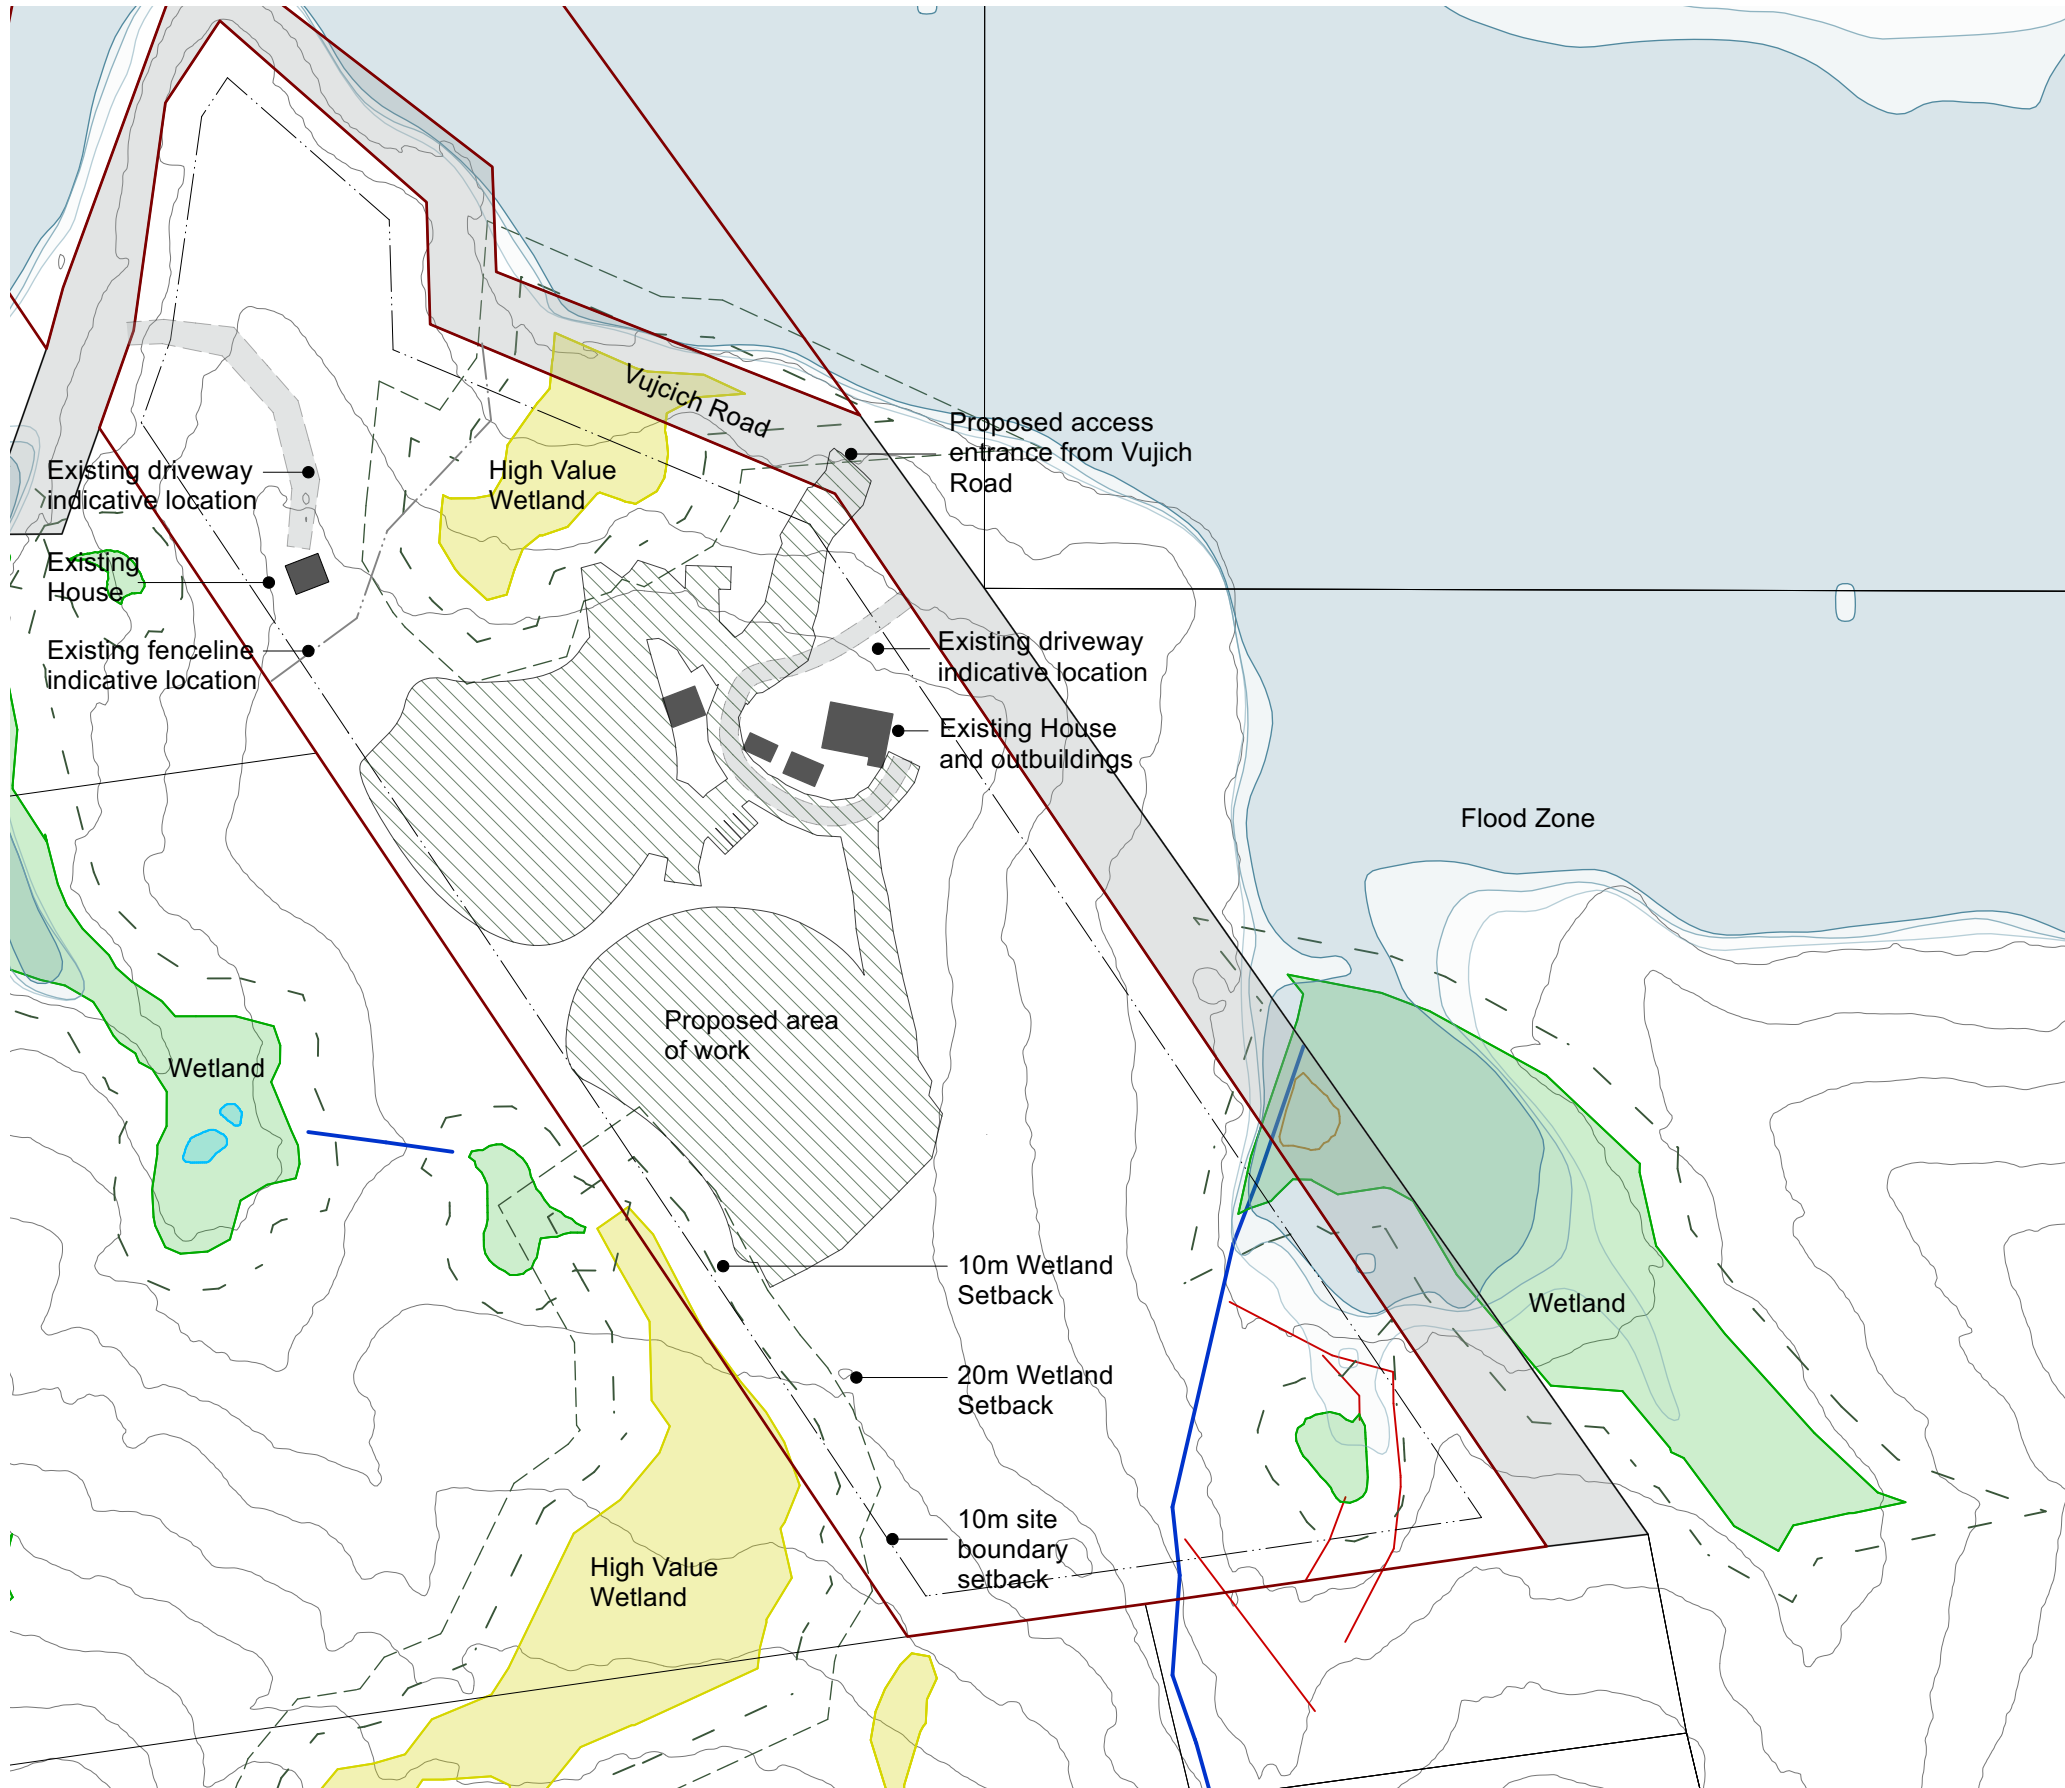 Vujcich Road
Proposed access
entrance from Vujich
Road
Existing driveway
indicative location
High Value
Wetland
Existing
House
Existing fenceline
indicative location
Existing driveway
indicative location
Existing House
and outbuildings
Flood Zone
Proposed area
of work
Wetland
10m Wetland
Setback
Wetland
20m Wetland
Setback
10m site
boundary
setback
High Value
Wetland